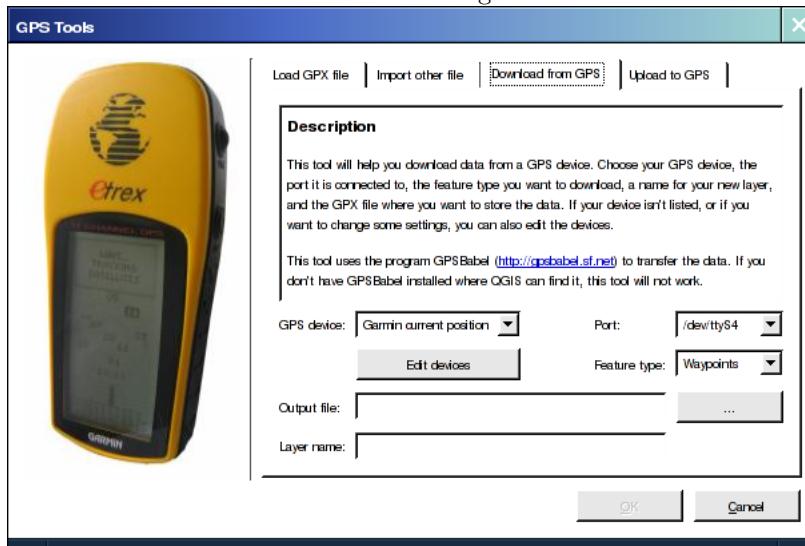 GPS Tools
Load GPX file
Import other file
Download from GPS
Upload to GPS
Description
This tool will help you download data from a GPS device. Choose your GPS device, the
port it is connected to, the feature type you want to download, a name for your new layer,
and the GPX file where you want to store the data. If your device isn't listed, or if you
want to change some settings, you can also edit the devices.
This tool uses the program GPSBabel (http://gpsbabel.sf.net) to transfer the data. If you
don't have GPSBabel installed where QGIS can find it, this tool will not work.
GPS device: Garmin current position Port: /dev/ttyS4
Edit devices Feature type: Waypoints
Output file: ...
Layer name:
OK Cancel
etrex
12 CHANNEL GPS
WAIT...
TRACKING
SATELLITES
GARMIN